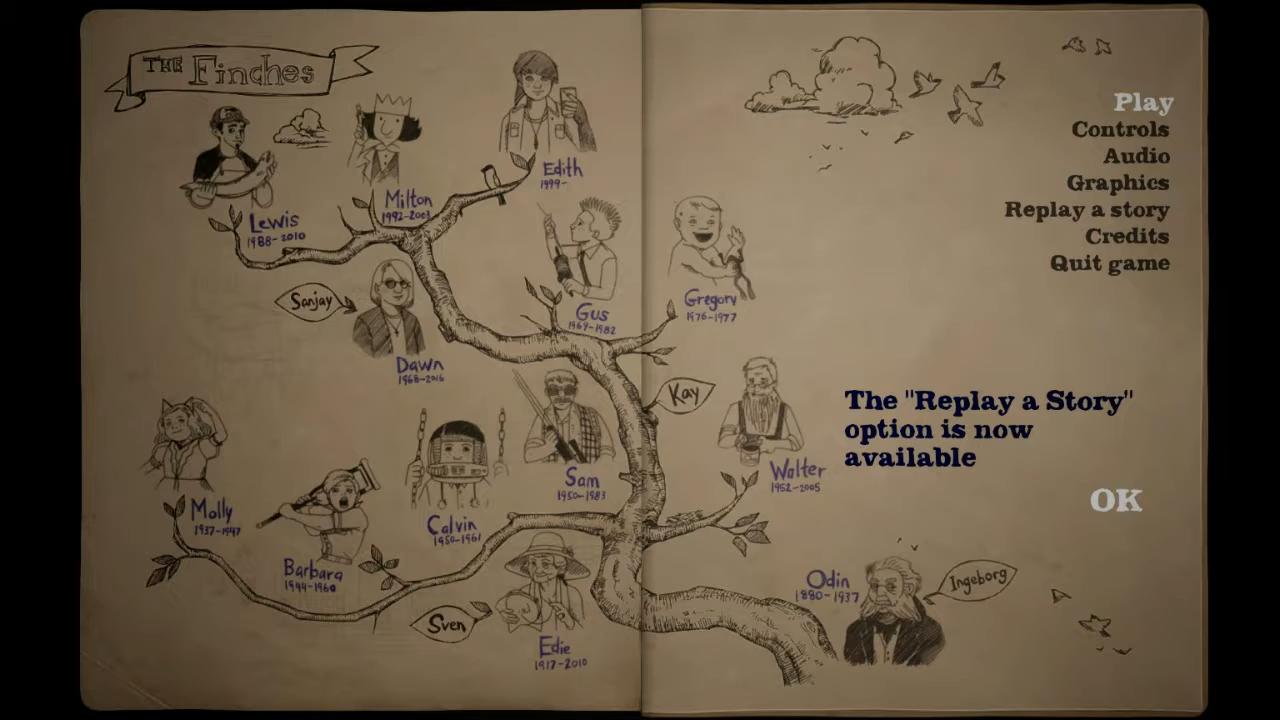 THE Finches
Edith
1999-
Milton
1992-2003
Lewis
1988-2010
Sanjay
Gus
1969-1982
Gregory
1976-1977
Dawn
1968-2016
Kay
Sam
1950-1983
Walter
1952-2005
Molly
1937-1947
Calvin
1950-1961
Barbara
1944-1960
Sven
Edie
1917-2010
Odin
1880-1937
Ingeborg
Play
Controls
Audio
Graphics
Replay a story
Credits
Quit game
The "Replay a Story"
option is now
available
OK